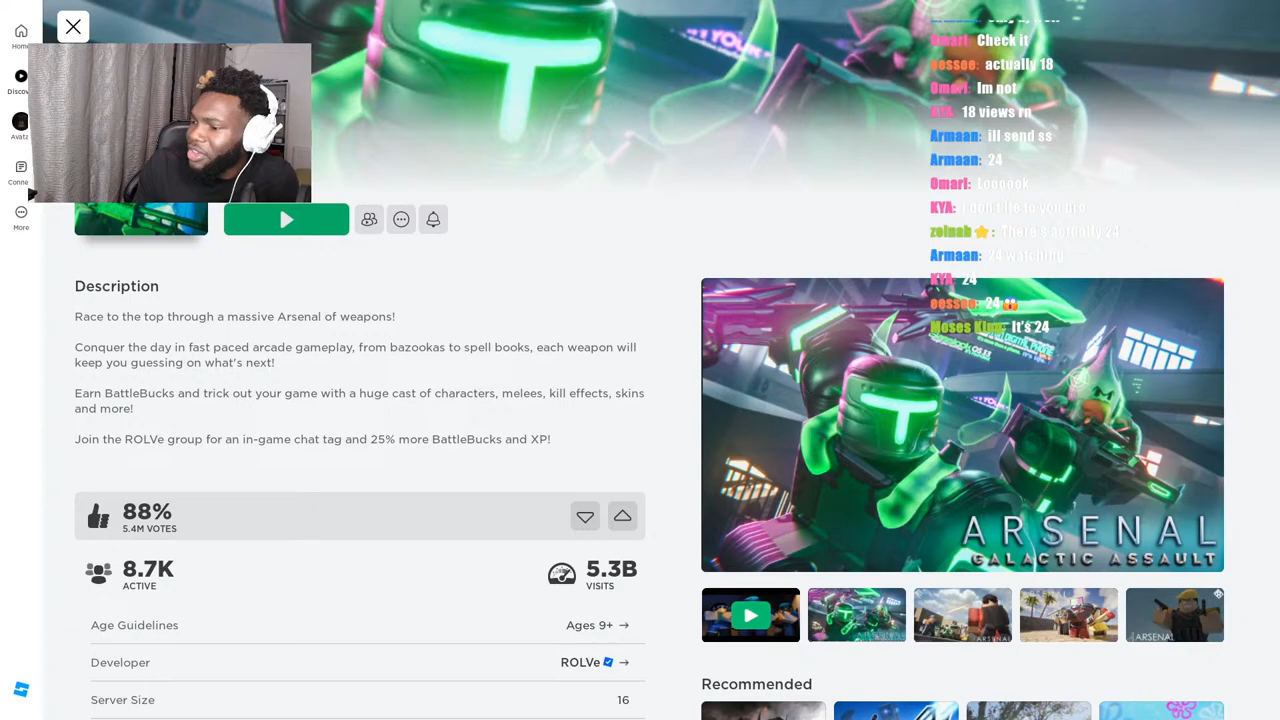 Home
Discov
Avata
Conne
More
Omari: Check it
eessee: actually 18
Omari: Im not
KYA: 18 views rn
Armaan: ill send ss
Armaan: 24
Omari: Loooook
KYA: I don't lie to you bro
zeinab⭐: There's actually 24
Armaan: 24 watching
KYA: 24
eessee: 24
Moses King: It's 24
Description
Race to the top through a massive Arsenal of weapons!
Conquer the day in fast paced arcade gameplay, from bazookas to spell books, each weapon will
keep you guessing on what's next!
Earn BattleBucks and trick out your game with a huge cast of characters, melees, kill effects, skins
and more!
Join the ROLVe group for an in-game chat tag and 25% more BattleBucks and XP!
88%
5.4M VOTES
8.7K
ACTIVE
5.3B
VISITS
Age Guidelines
Ages 9+ →
Developer
ROLVe →
Server Size
16
ARSENAL
GALACTIC ASSAULT
ARSENAL
ARSENAL
Recommended